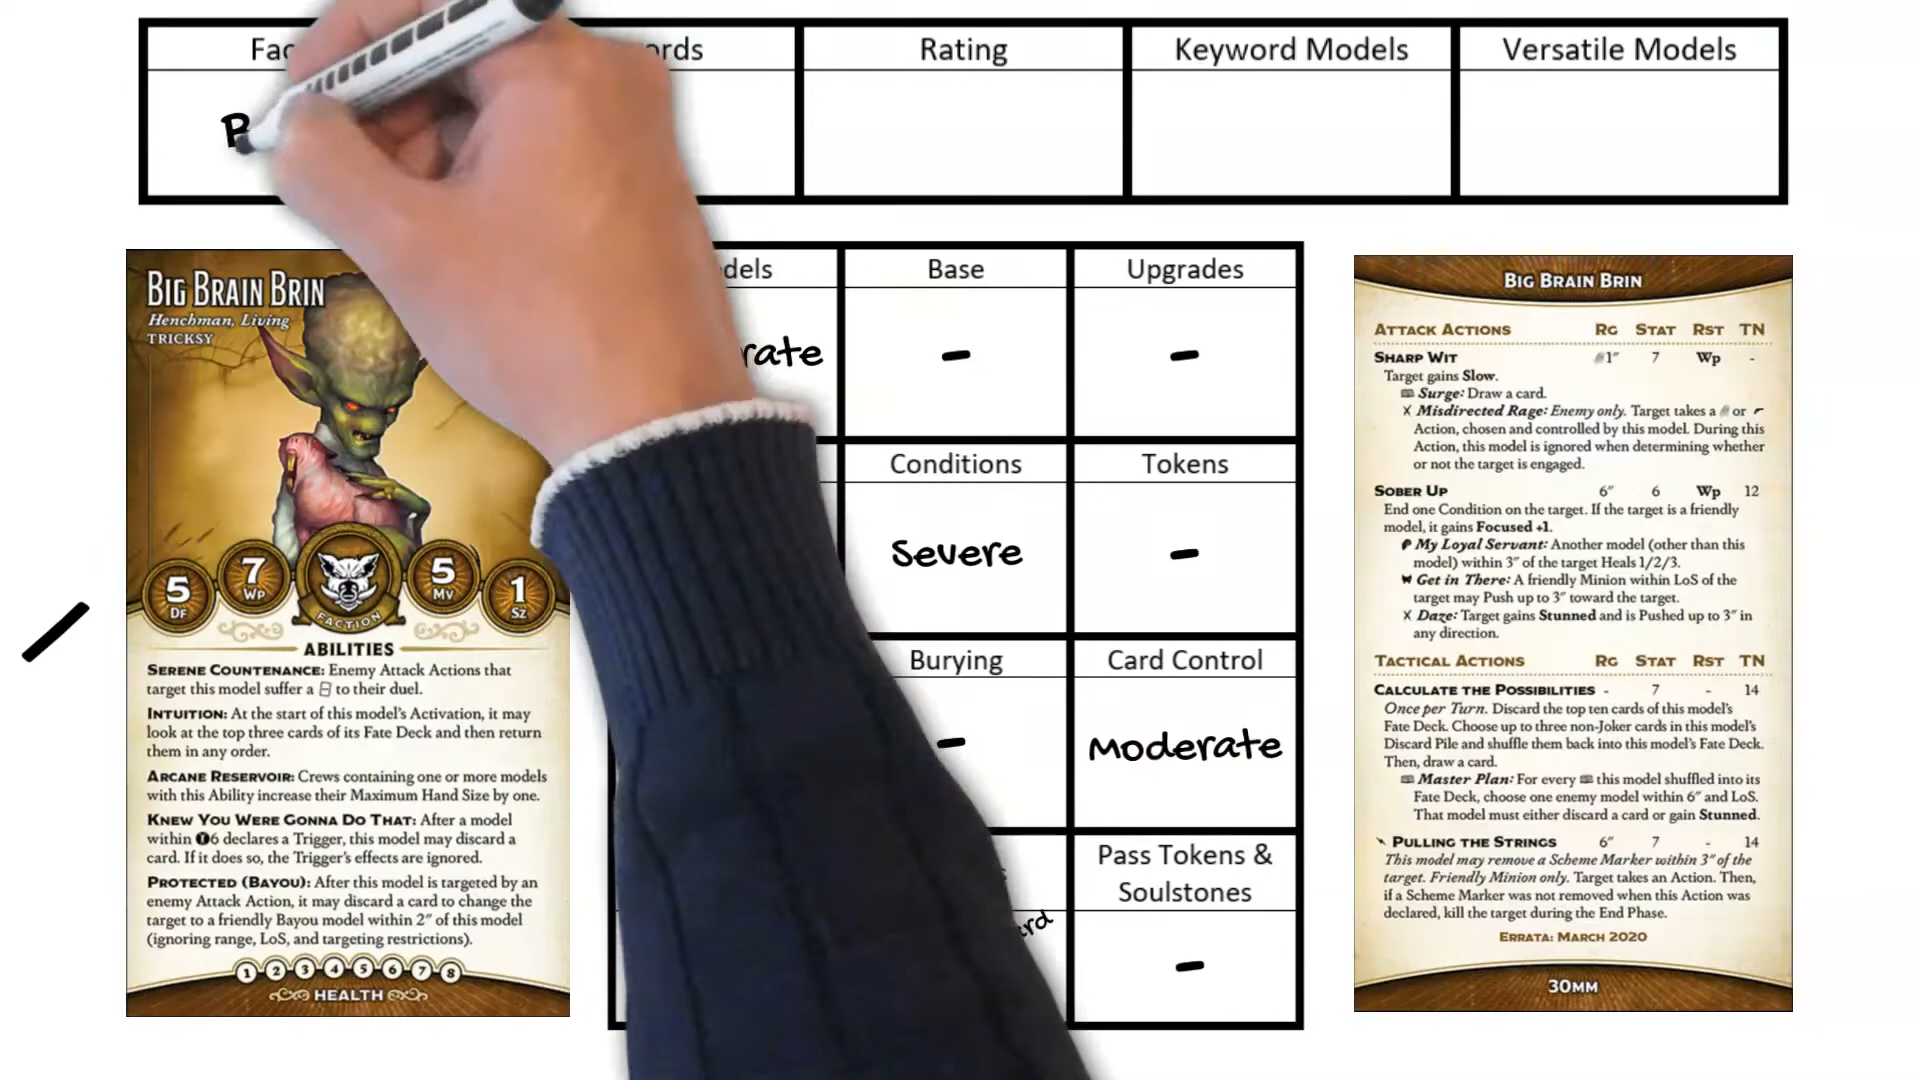 Rating
Keyword Models
Versatile Models
BIG BRAIN BRIN
Henchman, Living
TRICKSY
5 DF
7 WP
FACTION
5 MV
1 SZ
ABILITIES
SERENE COUNTENANCE: Enemy Attack Actions that
target this model suffer a to their duel.
INTUITION: At the start of this model's Activation, it may
look at the top three cards of its Fate Deck and then return
them in any order.
ARCANE RESERVOIR: Crews containing one or more models
with this Ability increase their Maximum Hand Size by one.
KNEW YOU WERE GONNA DO THAT: After a model
within 6 declares a Trigger, this model may discard a
card. If it does so, the Trigger's effects are ignored.
PROTECTED (BAYOU): After this model is targeted by an
enemy Attack Action, it may discard a card to change the
target to a friendly Bayou model within 2" of this model
(ignoring range, LoS, and targeting restrictions).
1 2 3 4 5 6 7 8
HEALTH
Base
Upgrades
-
-
Conditions
Tokens
Severe
-
Burying
Card Control
-
Moderate
Pass Tokens &
Soulstones
-
BIG BRAIN BRIN
ATTACK ACTIONS RG STAT RST TN
SHARP WIT 1" 7 Wp -
Target gains Slow.
Surge: Draw a card.
Misdirected Rage: Enemy only. Target takes a or
Action, chosen and controlled by this model. During this
Action, this model is ignored when determining whether
or not the target is engaged.
SOBER UP 6" 6 Wp 12
End one Condition on the target. If the target is a friendly
model, it gains Focused +1.
My Loyal Servant: Another model (other than this
model) within 3" of the target Heals 1/2/3.
Get in There: A friendly Minion within LoS of the
target may Push up to 3" toward the target.
Daze: Target gains Stunned and is Pushed up to 3" in
any direction.
TACTICAL ACTIONS RG STAT RST TN
CALCULATE THE POSSIBILITIES - 7 - 14
Once per Turn. Discard the top ten cards of this model's
Fate Deck. Choose up to three non-Joker cards in this model's
Discard Pile and shuffle them back into this model's Fate Deck.
Then, draw a card.
Master Plan: For every this model shuffled into its
Fate Deck, choose one enemy model within 6" and LoS.
That model must either discard a card or gain Stunned.
PULLING THE STRINGS 6" 7 - 14
This model may remove a Scheme Marker within 3" of the
target. Friendly Minion only. Target takes an Action. Then,
if a Scheme Marker was not removed when this Action was
declared, kill the target during the End Phase.
ERRATA: MARCH 2020
30MM